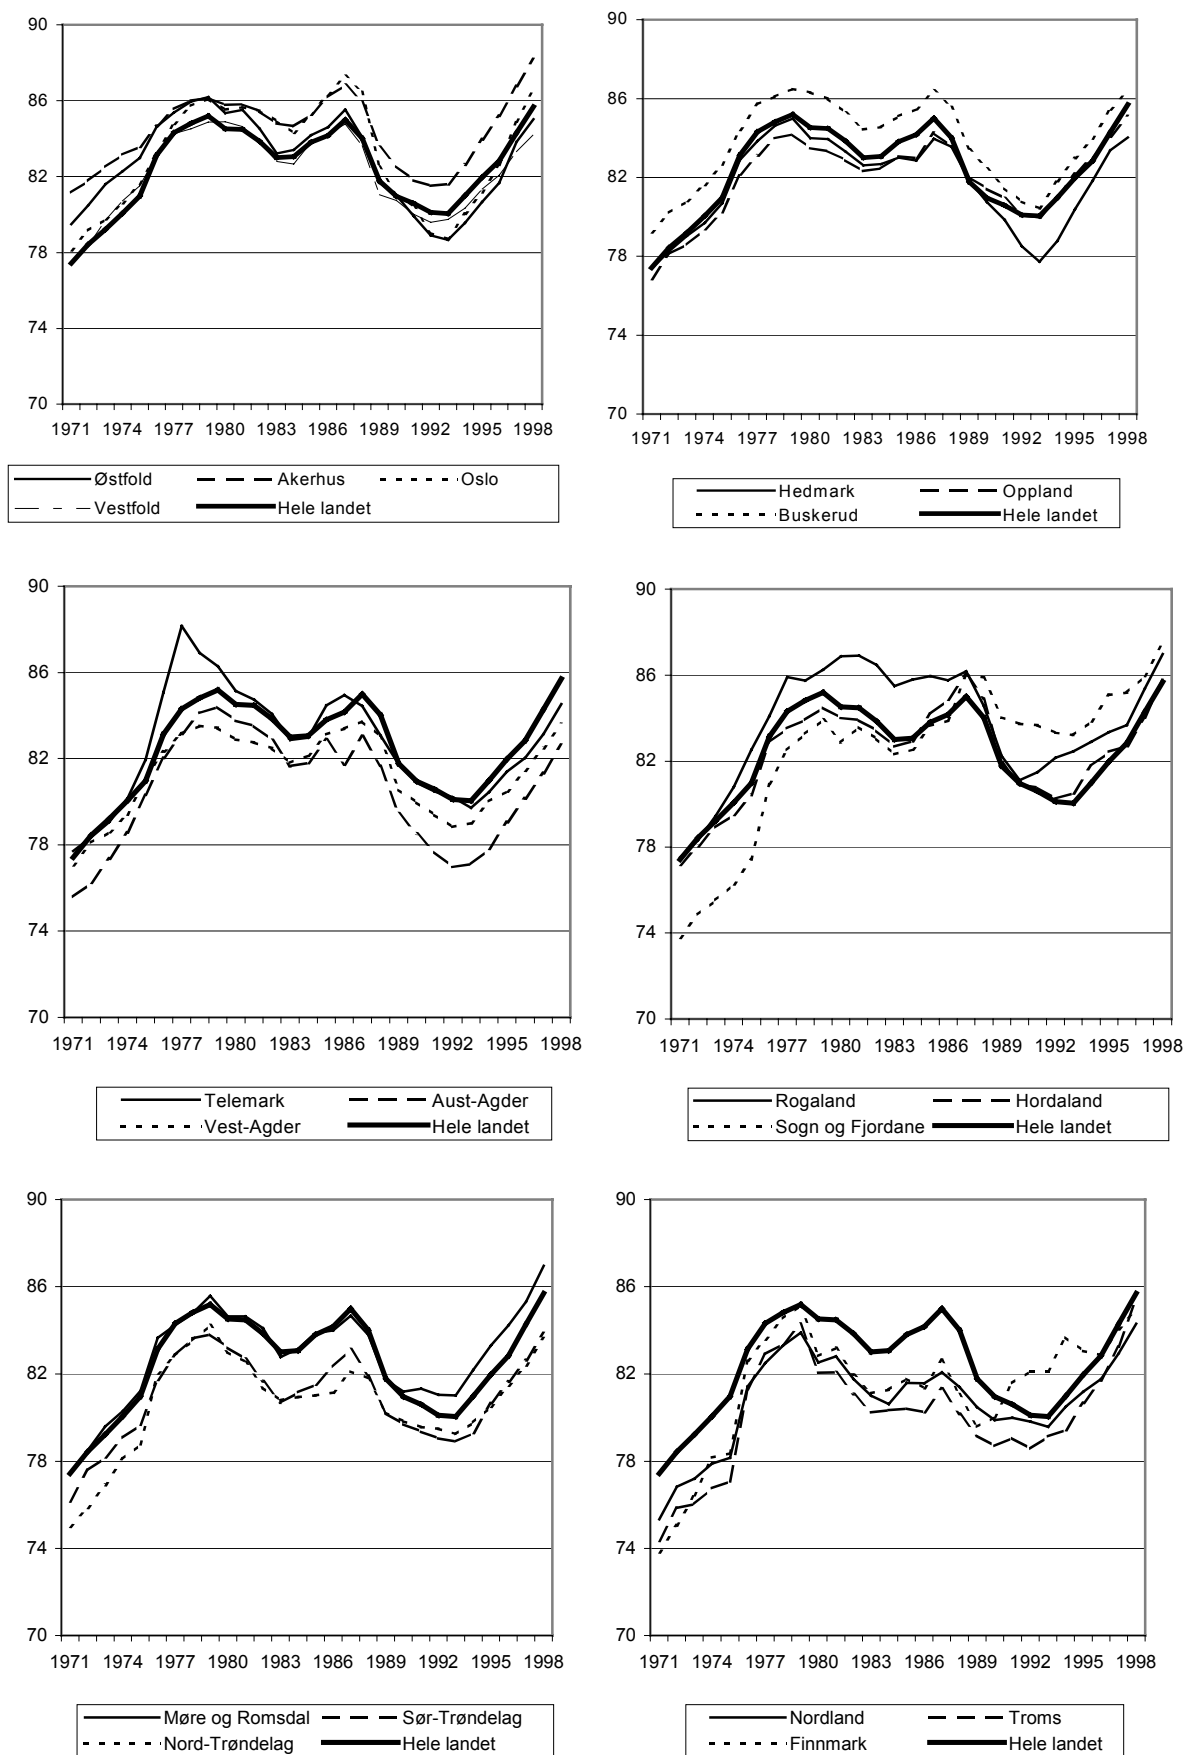 90
86
82
78
74
70
1971 1974 1977 1980 1983 1986 1989 1992 1995 1998
Østfold Akerhus Oslo
Vestfold Hele landet
90
86
82
78
74
70
1971 1974 1977 1980 1983 1986 1989 1992 1995 1998
Hedmark Oppland
Buskerud Hele landet
90
86
82
78
74
70
1971 1974 1977 1980 1983 1986 1989 1992 1995 1998
Telemark Aust-Agder
Vest-Agder Hele landet
90
86
82
78
74
70
1971 1974 1977 1980 1983 1986 1989 1992 1995 1998
Rogaland Hordaland
Sogn og Fjordane Hele landet
90
86
82
78
74
70
1971 1974 1977 1980 1983 1986 1989 1992 1995 1998
Møre og Romsdal Sør-Trøndelag
Nord-Trøndelag Hele landet
90
86
82
78
74
70
1971 1974 1977 1980 1983 1986 1989 1992 1995 1998
Nordland Troms
Finnmark Hele landet